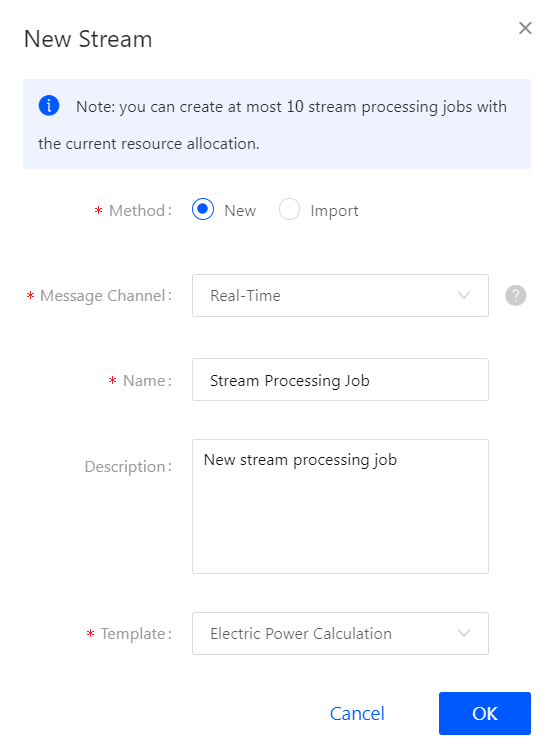 New Stream
Note: you can create at most 10 stream processing jobs with
the current resource allocation.
* Method: New Import
* Message Channel: Real-Time ?
* Name: Stream Processing Job
Description: New stream processing job
* Template: Electric Power Calculation
Cancel OK